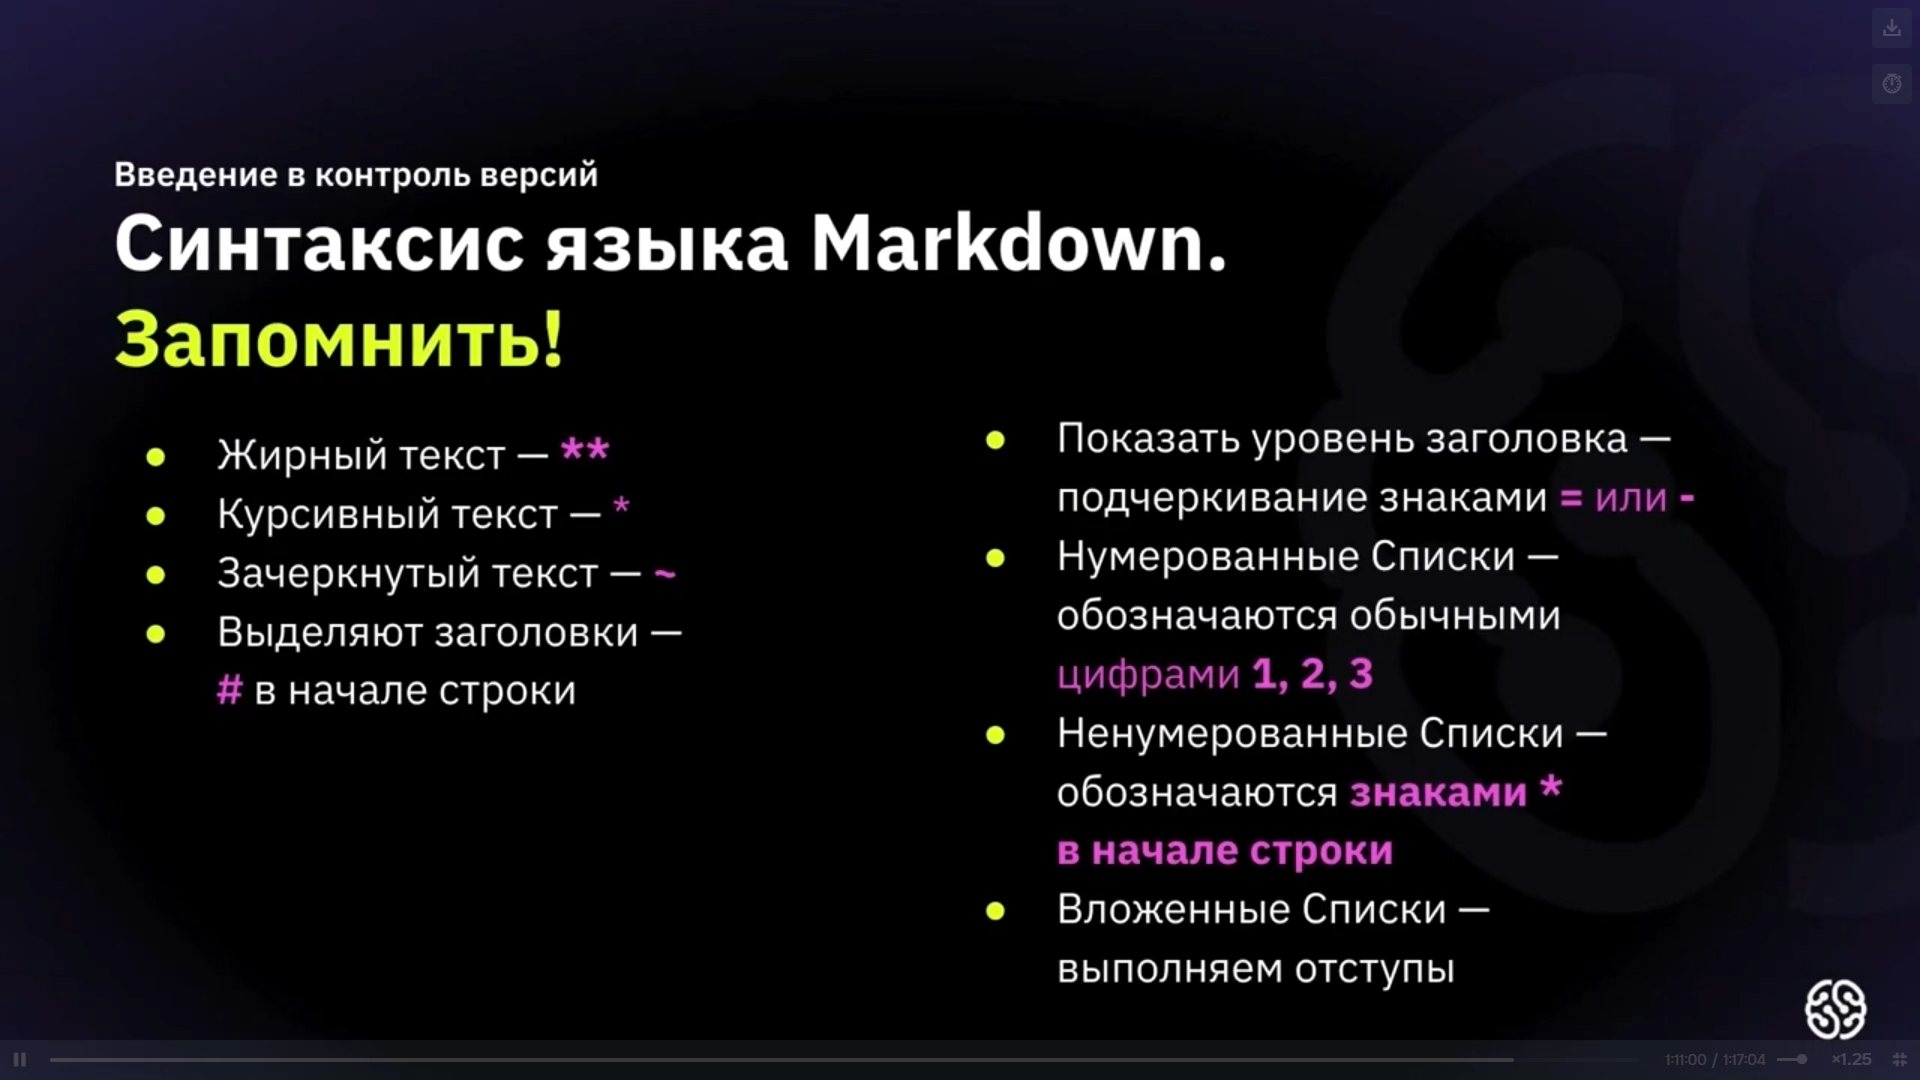 Введение в контроль версий
Синтаксис языка Markdown.
Запомнить!
● Жирный текст — **
● Курсивный текст — *
● Зачеркнутый текст — ~
● Выделяют заголовки —
# в начале строки
● Показать уровень заголовка —
подчеркивание знаками = или -
● Нумерованные Списки —
обозначаются обычными
цифрами 1, 2, 3
● Ненумерованные Списки —
обозначаются знаками *
в начале строки
● Вложенные Списки —
выполняем отступы
1:11:00 / 1:17:04
×1.25